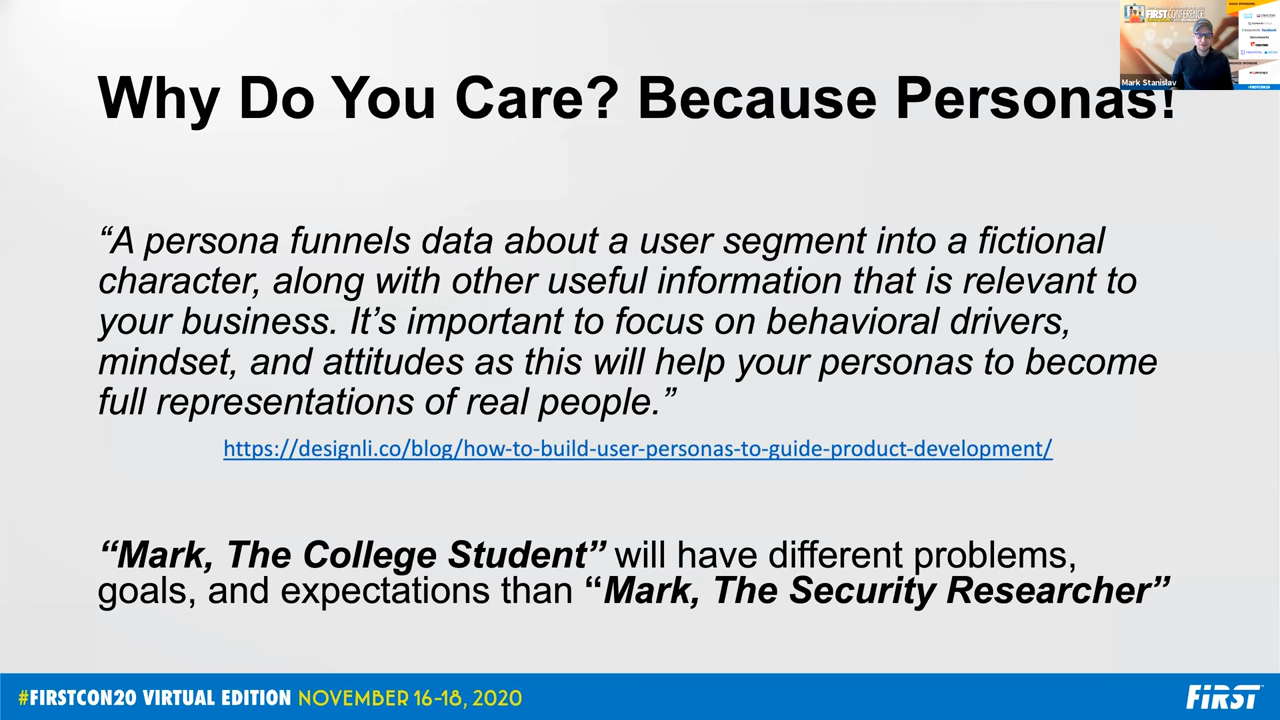 FIRSTCONFERENCE
Mark Stanislav
Why Do You Care? Because Personas!
“A persona funnels data about a user segment into a fictional
character, along with other useful information that is relevant to
your business. It’s important to focus on behavioral drivers,
mindset, and attitudes as this will help your personas to become
full representations of real people.”
https://designli.co/blog/how-to-build-user-personas-to-guide-product-development/
“Mark, The College Student” will have different problems,
goals, and expectations than “Mark, The Security Researcher”
#FIRSTCON20 VIRTUAL EDITION NOVEMBER 16-18, 2020
FIRST